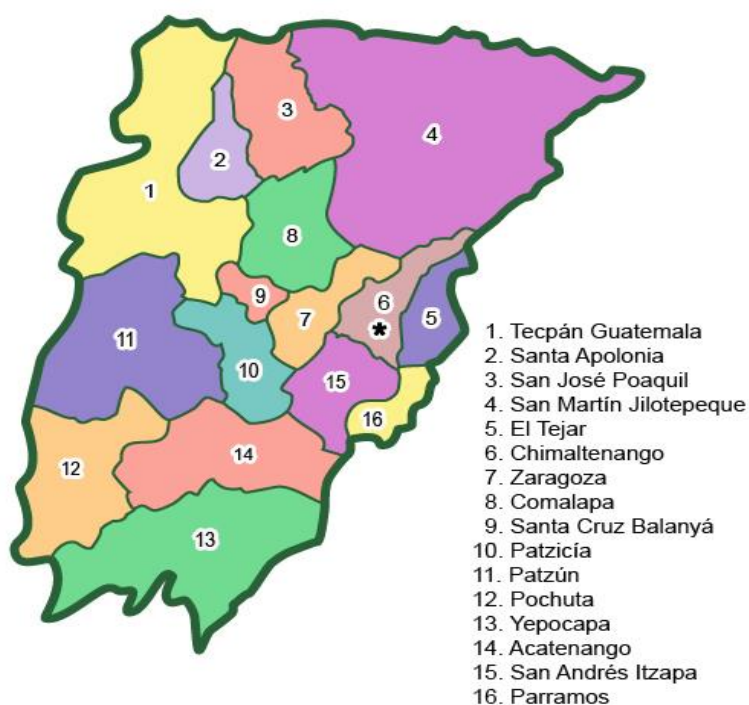 3
4
2
1
8
6
*
9
7
5
11
10
15
16
14
12
13
1. Tecpán Guatemala
2. Santa Apolonia
3. San José Poaquil
4. San Martín Jilotepeque
5. El Tejar
6. Chimaltenango
7. Zaragoza
8. Comalapa
9. Santa Cruz Balanyá
10. Patzicía
11. Patzún
12. Pochuta
13. Yepocapa
14. Acatenango
15. San Andrés Itzapa
16. Parramos